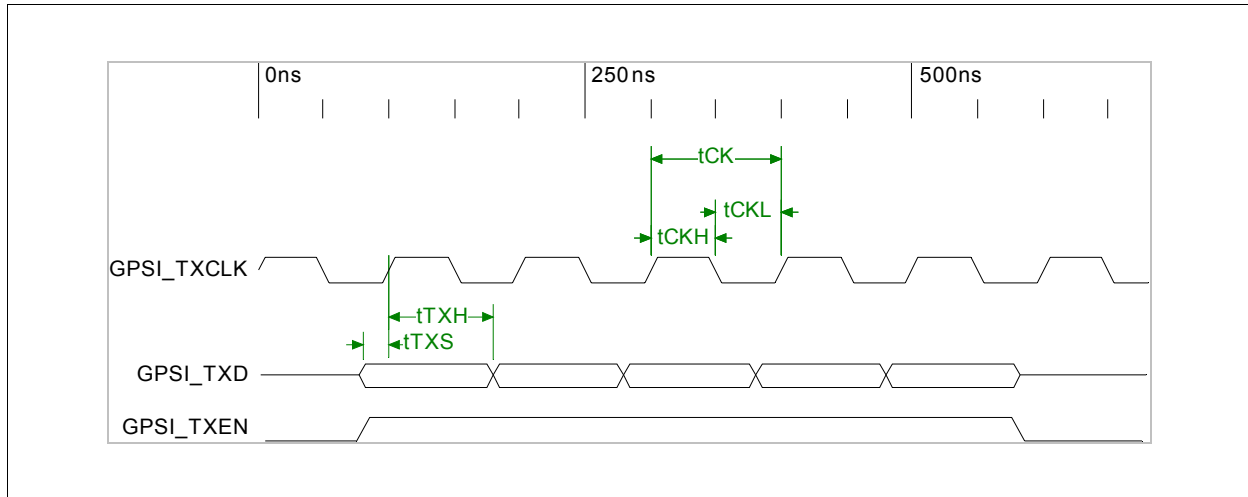 0ns 250ns 500ns
tCK
tCKL
tCKH
GPSI_TXCLK
tTXH
tTXS
GPSI_TXD
GPSI_TXEN